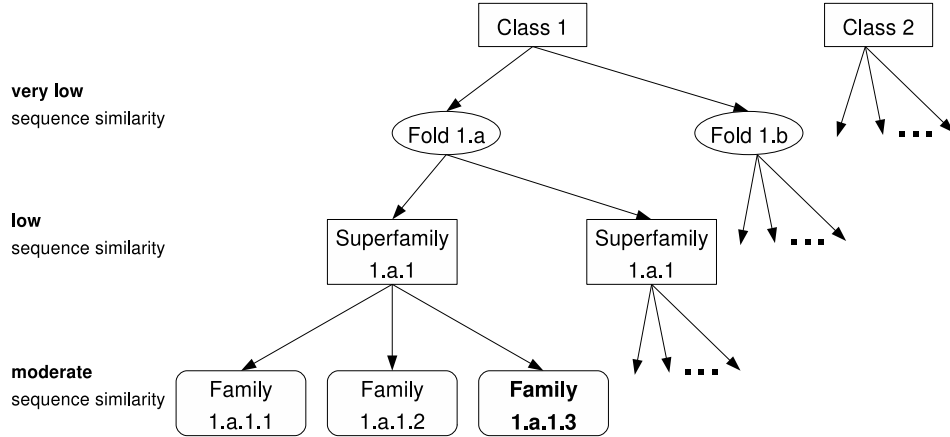 Class 1
Class 2
very low
sequence similarity
Fold 1.a
Fold 1.b
low
sequence similarity
Superfamily
1.a.1
Superfamily
1.a.1
moderate
sequence similarity
Family
1.a.1.1
Family
1.a.1.2
Family
1.a.1.3